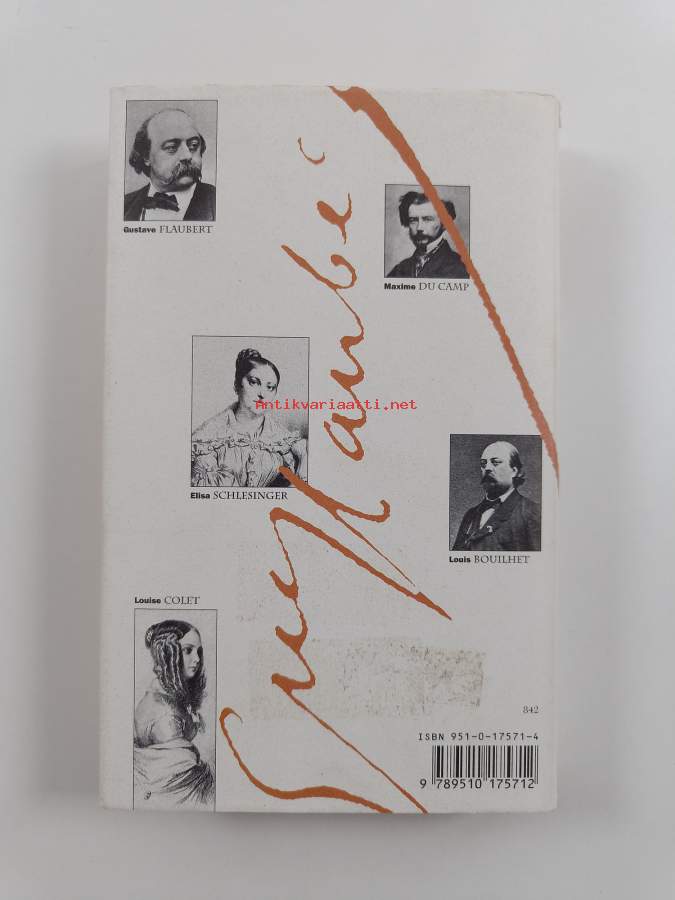 Gustave FLAUBERT
Maxime DU CAMP
Antikvariaatti.net
Elisa SCHLESINGER
Louis BOUILHET
Louise COLET
842
ISBN 951-0-17571-4
9 789510 175712